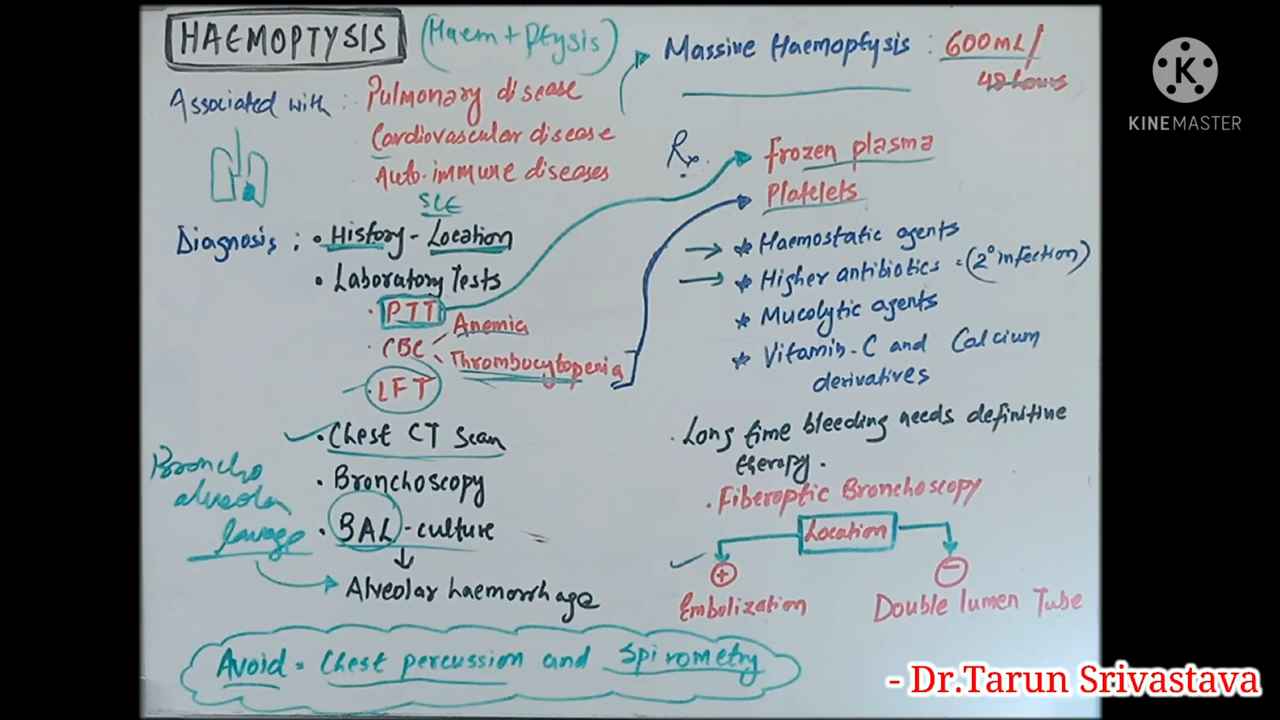 HAEMOPTYSIS (Haem + ptysis)
Associated with : Pulmonary disease
Cardiovascular disease
Auto-immune diseases
SLE
Diagnosis : • History - Location
• Laboratory Tests
• PTT
• CBC Anemia
Thrombocytopenia
• LFT
• Chest CT Scan
• Bronchoscopy
• BAL - culture
Broncho
alveolar
lavage
Alveolar haemorrhage
Massive Haemoptysis : 600mL/
48 hours
Rx.
Frozen plasma
Platelets
* Haemostatic agents
* Higher antibiotics = (2° infection)
* Mucolytic agents
* Vitamin-C and Calcium
derivatives
• Long time bleeding needs definitive
therapy.
• Fiberoptic Bronchoscopy
Location
+ −
Embolization Double lumen Tube
Avoid = Chest percussion and Spirometry
K
KINEMASTER
- Dr.Tarun Srivastava